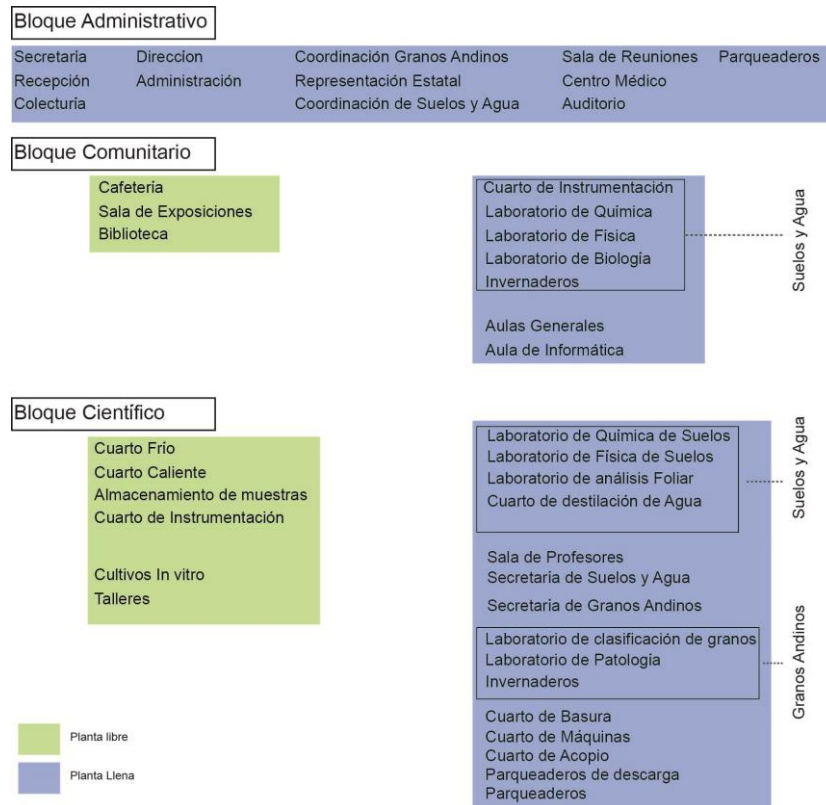 Bloque Administrativo
Secretaria Direccion Coordinación Granos Andinos Sala de Reuniones Parqueaderos
Recepción Administración Representación Estatal Centro Médico
Colecturía Coordinación de Suelos y Agua Auditorio
Bloque Comunitario
Cafetería
Sala de Exposiciones
Biblioteca
Cuarto de Instrumentación
Laboratorio de Química
Laboratorio de Física
Laboratorio de Biología
Invernaderos
Suelos y Agua
Aulas Generales
Aula de Informática
Bloque Científico
Cuarto Frío
Cuarto Caliente
Almacenamiento de muestras
Cuarto de Instrumentación
Cultivos In vitro
Talleres
Laboratorio de Química de Suelos
Laboratorio de Física de Suelos
Laboratorio de análisis Foliar
Cuarto de destilación de Agua
Suelos y Agua
Sala de Profesores
Secretaria de Suelos y Agua
Secretaria de Granos Andinos
Laboratorio de clasificación de granos
Laboratorio de Patología
Invernaderos
Granos Andinos
Cuarto de Basura
Cuarto de Máquinas
Cuarto de Acopio
Parqueaderos de descarga
Parqueaderos
Planta libre
Planta Llena